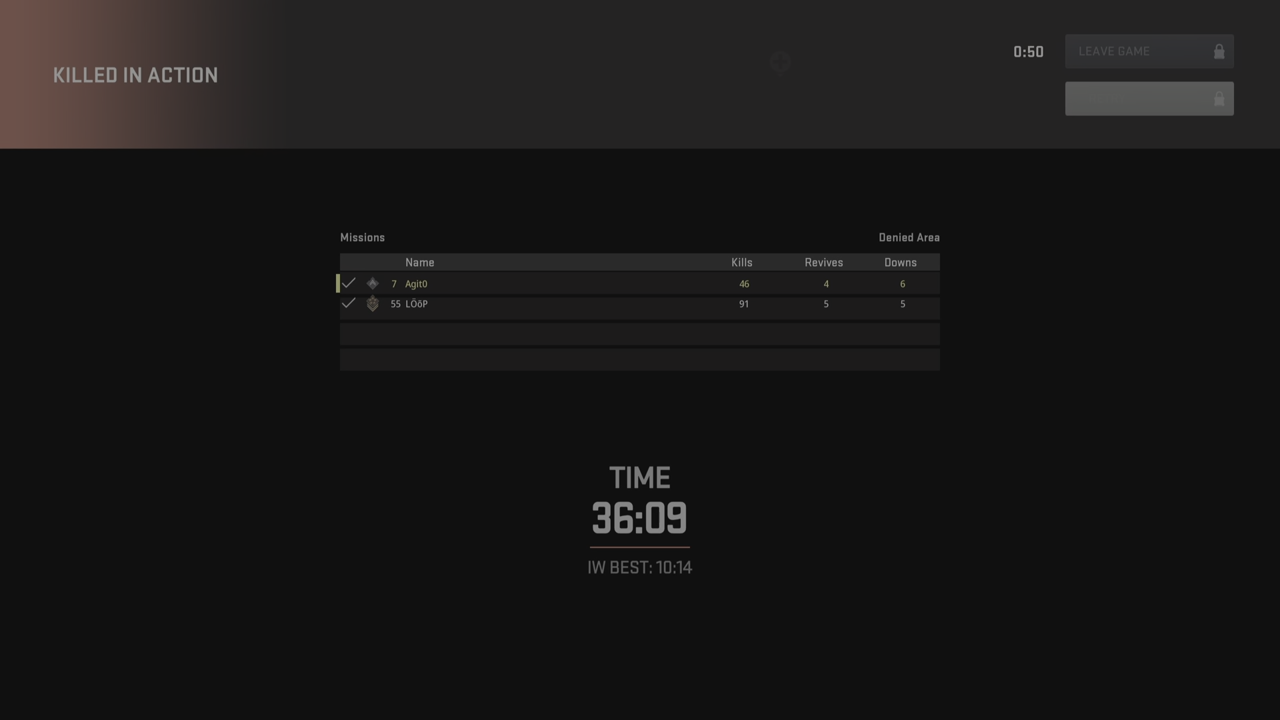 KILLED IN ACTION
0:50
LEAVE GAME
Missions Denied Area
Name Kills Revives Downs
7 Agit0 46 4 6
55 LÓôP 91 5 5
TIME
36:09
IW BEST: 10:14